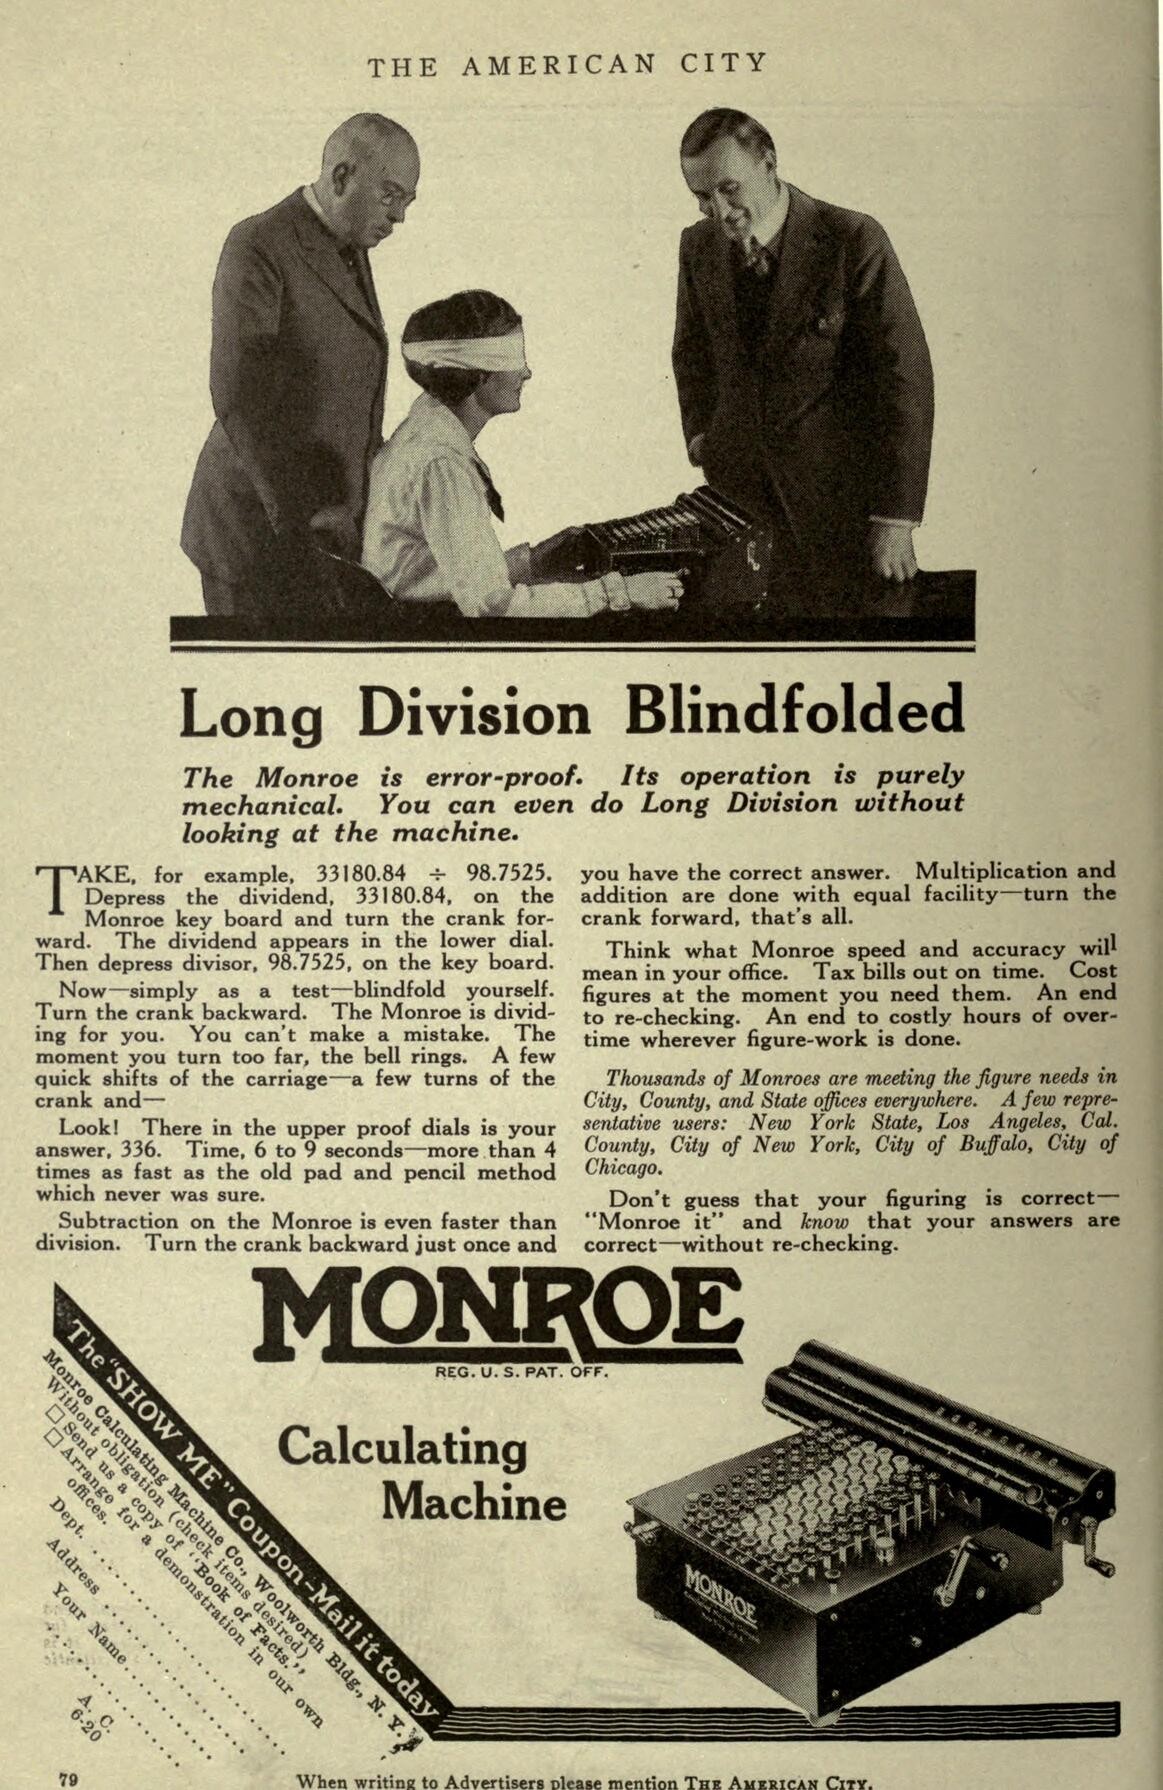 THE AMERICAN CITY
Long Division Blindfolded
The Monroe is error-proof. Its operation is purely
mechanical. You can even do Long Division without
looking at the machine.
TAKE, for example, 33180.84 ÷ 98.7525.
Depress the dividend, 33180.84, on the
Monroe key board and turn the crank for-
ward. The dividend appears in the lower dial.
Then depress divisor, 98.7525, on the key board.
Now—simply as a test—blindfold yourself.
Turn the crank backward. The Monroe is divid-
ing for you. You can't make a mistake. The
moment you turn too far, the bell rings. A few
quick shifts of the carriage—a few turns of the
crank and—
Look! There in the upper proof dials is your
answer, 336. Time, 6 to 9 seconds—more than 4
times as fast as the old pad and pencil method
which never was sure.
Subtraction on the Monroe is even faster than
division. Turn the crank backward just once and
you have the correct answer. Multiplication and
addition are done with equal facility—turn the
crank forward, that's all.
Think what Monroe speed and accuracy will
mean in your office. Tax bills out on time. Cost
figures at the moment you need them. An end
to re-checking. An end to costly hours of over-
time wherever figure-work is done.
Thousands of Monroes are meeting the figure needs in
City, County, and State offices everywhere. A few repre-
sentative users: New York State, Los Angeles, Cal.
County, City of New York, City of Buffalo, City of
Chicago.
Don't guess that your figuring is correct—
"Monroe it" and know that your answers are
correct—without re-checking.
MONROE
REG. U. S. PAT. OFF.
Calculating
Machine
The "SHOW ME" Coupon-Mail it today
Monroe Calculating Machine Co., Woolworth Bldg., N. Y.
Without obligation (check items desired)
□ Send us a copy of "Book of Facts."
□ Arrange for a demonstration in our own
offices.
Dept.
Address
Your Name
A. C.
6-20
MONROE
79
When writing to Advertisers please mention THE AMERICAN CITY.